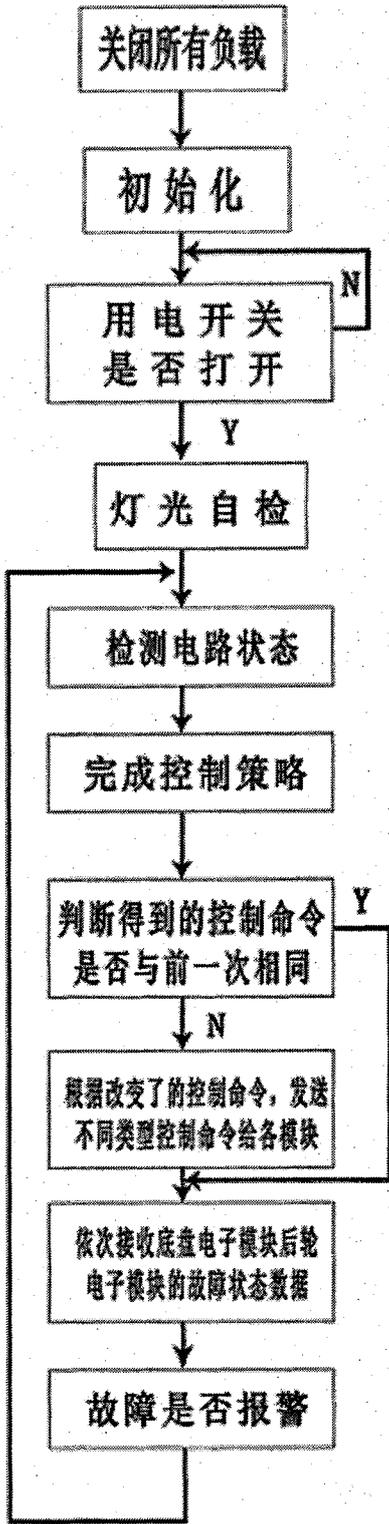 关闭所有负载
初始化
N
用电开关
是否打开
Y
灯光自检
检测电路状态
完成控制策略
Y
判断得到的控制命令
是否与前一次相同
N
根据改变了的控制命令，发送
不同类型控制命令给各模块
依次接收底盘电子模块后轮
电子模块的故障状态数据
故障是否报警